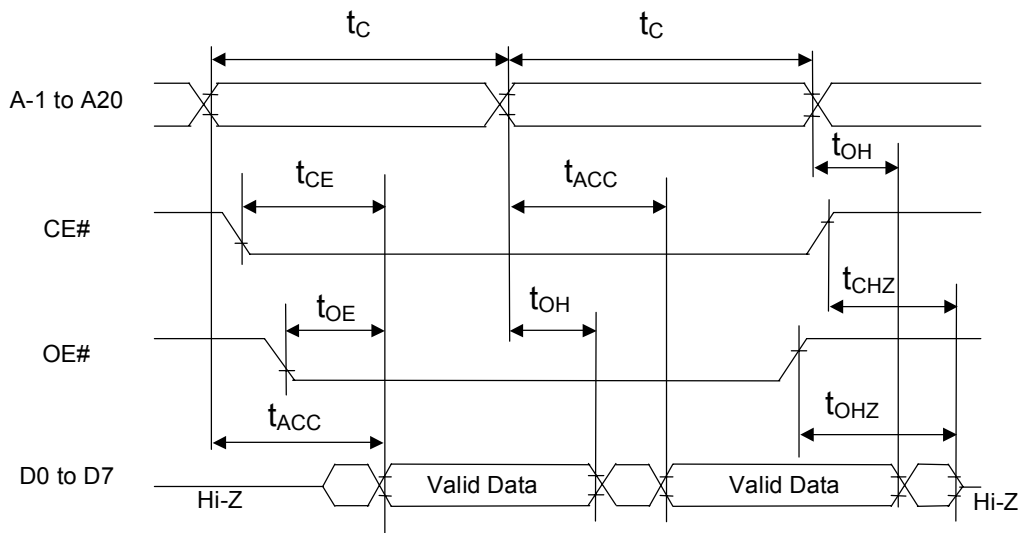 tC tC
A-1 to A20
tOH
tCE tACC
CE#
tCHZ
tOE tOH
OE#
tOHZ
tACC
D0 to D7 Valid Data Valid Data
Hi-Z Hi-Z